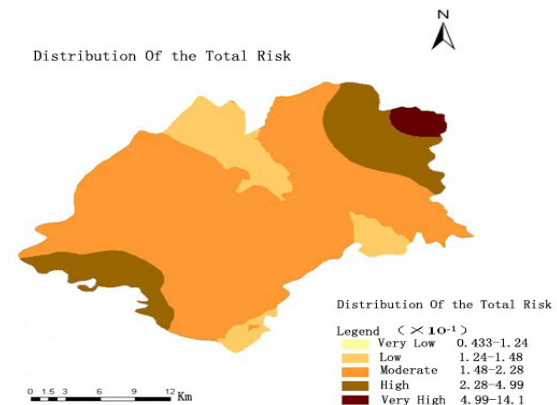 N
Distribution Of the Total Risk
Distribution Of the Total Risk
Legend (×10⁻¹)
Very Low 0.433-1.24
Low 1.24-1.48
Moderate 1.48-2.28
High 2.28-4.99
Very High 4.99-14.1
0 1.5 3 6 9 12 Km